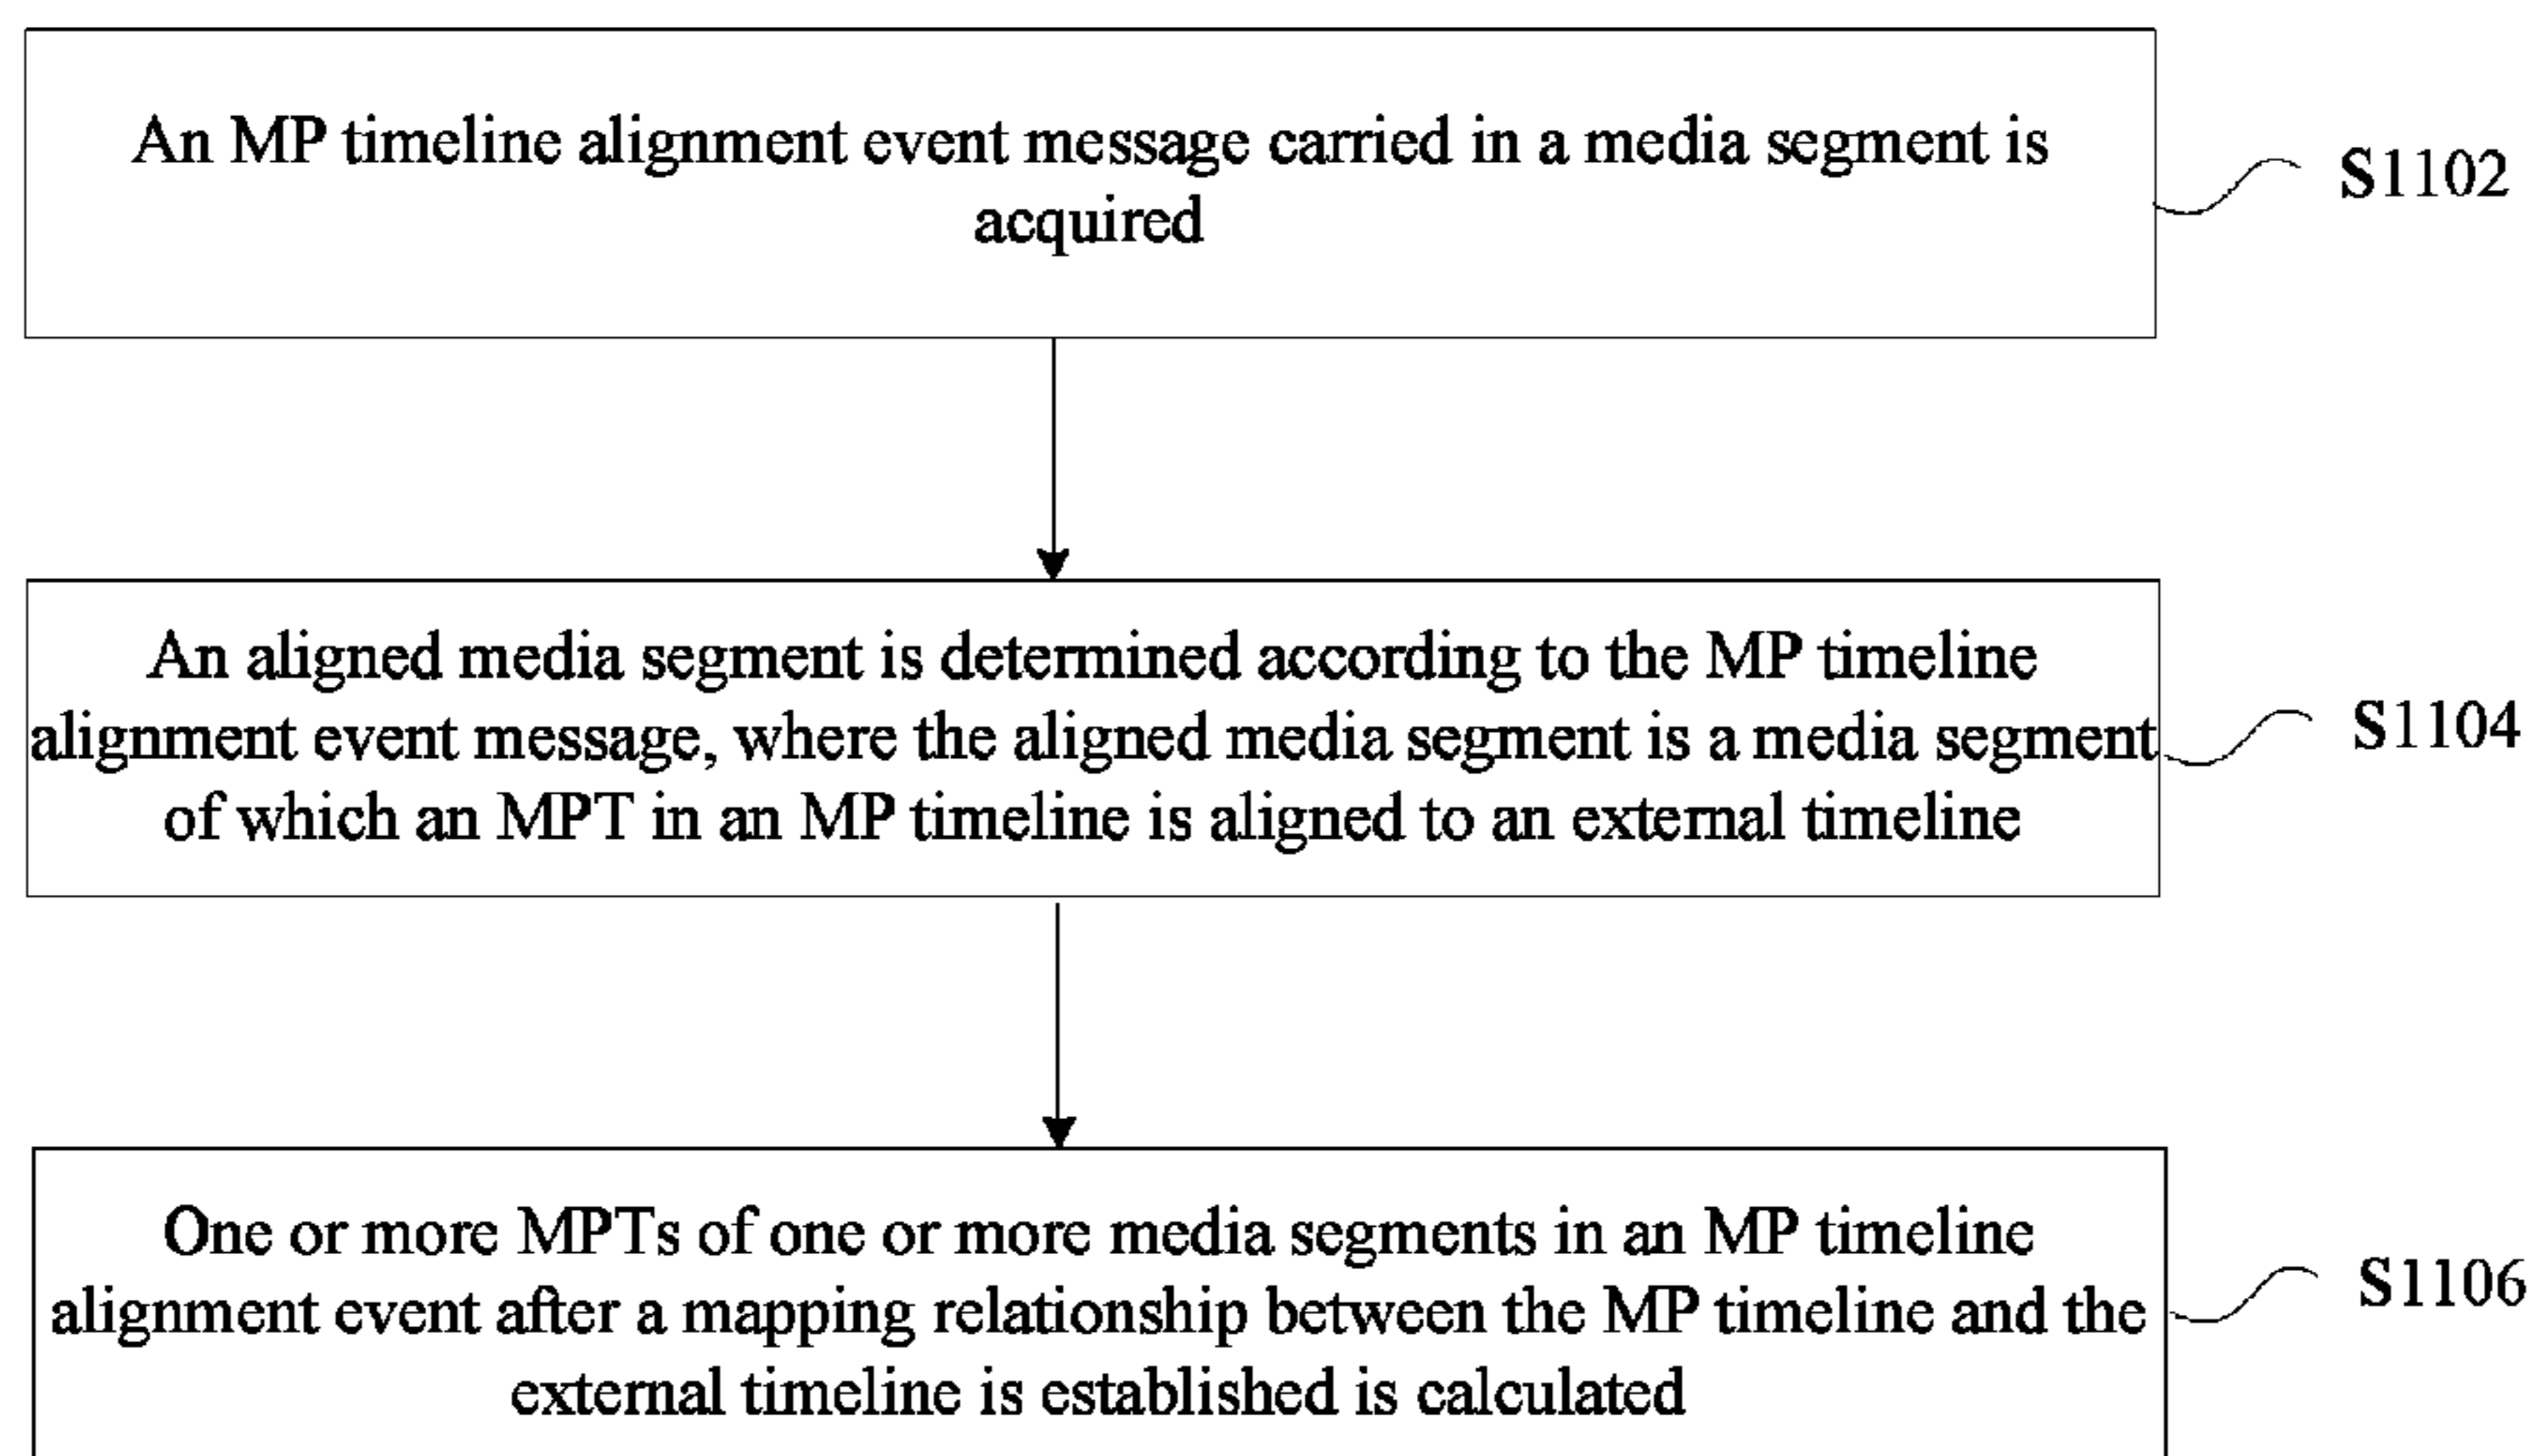 An MP timeline alignment event message carried in a media segment is
acquired
S1102
An aligned media segment is determined according to the MP timeline
alignment event message, where the aligned media segment is a media segment
of which an MPT in an MP timeline is aligned to an external timeline
S1104
One or more MPTs of one or more media segments in an MP timeline
alignment event after a mapping relationship between the MP timeline and the
external timeline is established is calculated
S1106